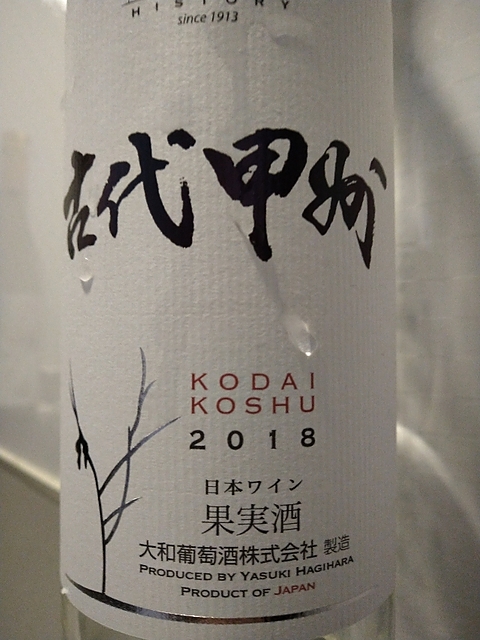 HISTORY
since 1913
古代甲州
KODAI
KOSHU
2018
日本ワイン
果実酒
大和葡萄酒株式会社 製造
PRODUCED BY YASUKI HAGIHARA
PRODUCT OF JAPAN